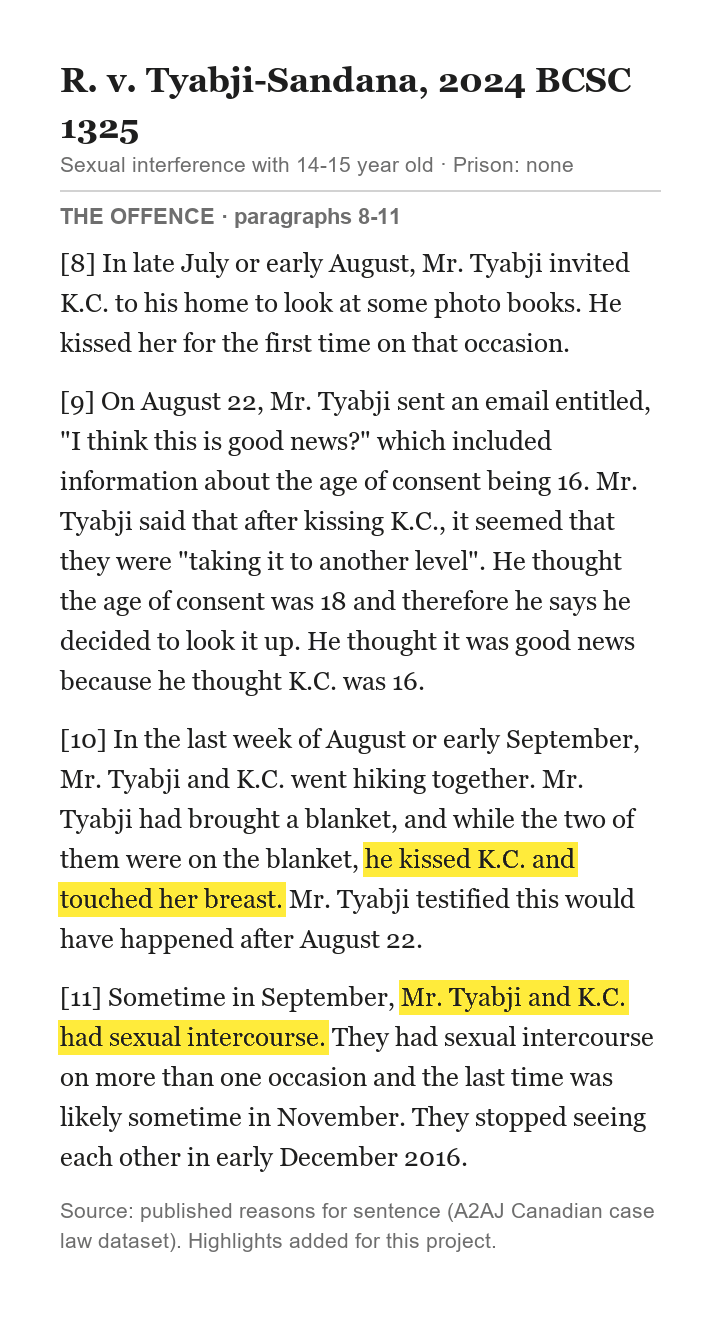 R. v. Tyabji-Sandana, 2024 BCSC
1325
Sexual interference with 14-15 year old · Prison: none
THE OFFENCE · paragraphs 8-11
[8] In late July or early August, Mr. Tyabji invited
K.C. to his home to look at some photo books. He
kissed her for the first time on that occasion.
[9] On August 22, Mr. Tyabji sent an email entitled,
"I think this is good news?" which included
information about the age of consent being 16. Mr.
Tyabji said that after kissing K.C., it seemed that
they were "taking it to another level". He thought
the age of consent was 18 and therefore he says he
decided to look it up. He thought it was good news
because he thought K.C. was 16.
[10] In the last week of August or early September,
Mr. Tyabji and K.C. went hiking together. Mr.
Tyabji had brought a blanket, and while the two of
them were on the blanket, he kissed K.C. and
touched her breast. Mr. Tyabji testified this would
have happened after August 22.
[11] Sometime in September, Mr. Tyabji and K.C.
had sexual intercourse. They had sexual intercourse
on more than one occasion and the last time was
likely sometime in November. They stopped seeing
each other in early December 2016.
Source: published reasons for sentence (A2AJ Canadian case
law dataset). Highlights added for this project.